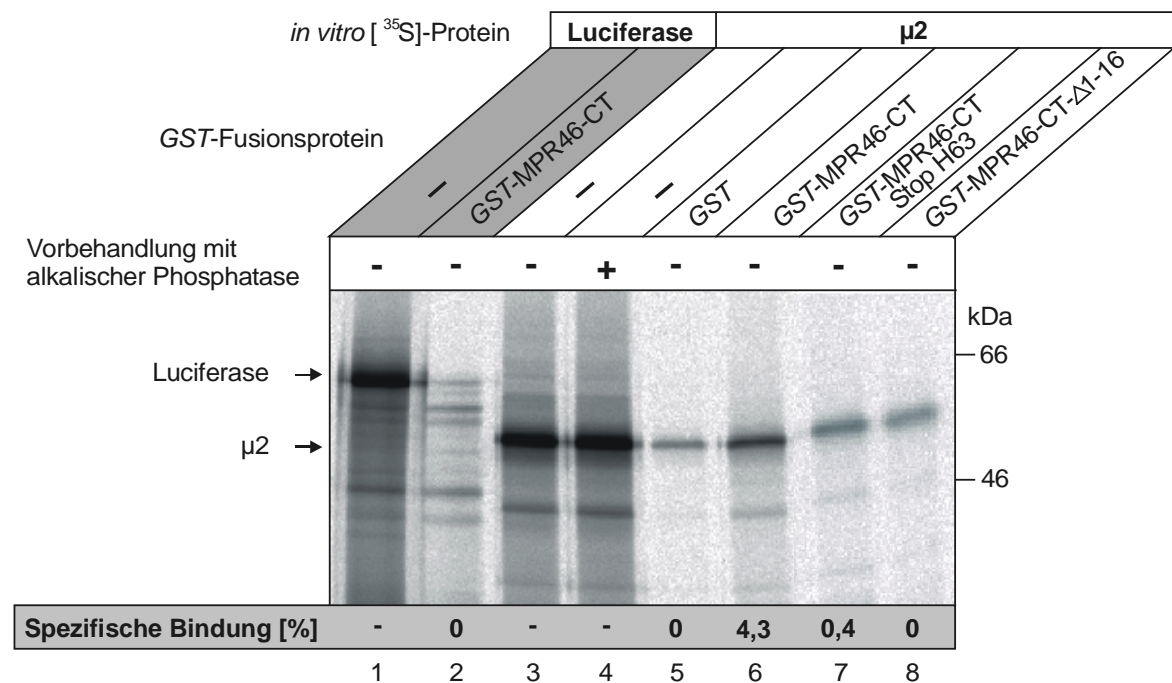 in vitro [ ³⁵S]-Protein Luciferase µ2
GST-Fusionsprotein
–
GST-MPR46-CT
–
–
GST
GST-MPR46-CT
GST-MPR46-CT
Stop H63
GST-MPR46-CT-Δ1-16
Vorbehandlung mit
alkalischer Phosphatase
- - - + - - - -
kDa
66
Luciferase
µ2
46
Spezifische Bindung [%] - 0 - - 0 4,3 0,4 0
1 2 3 4 5 6 7 8